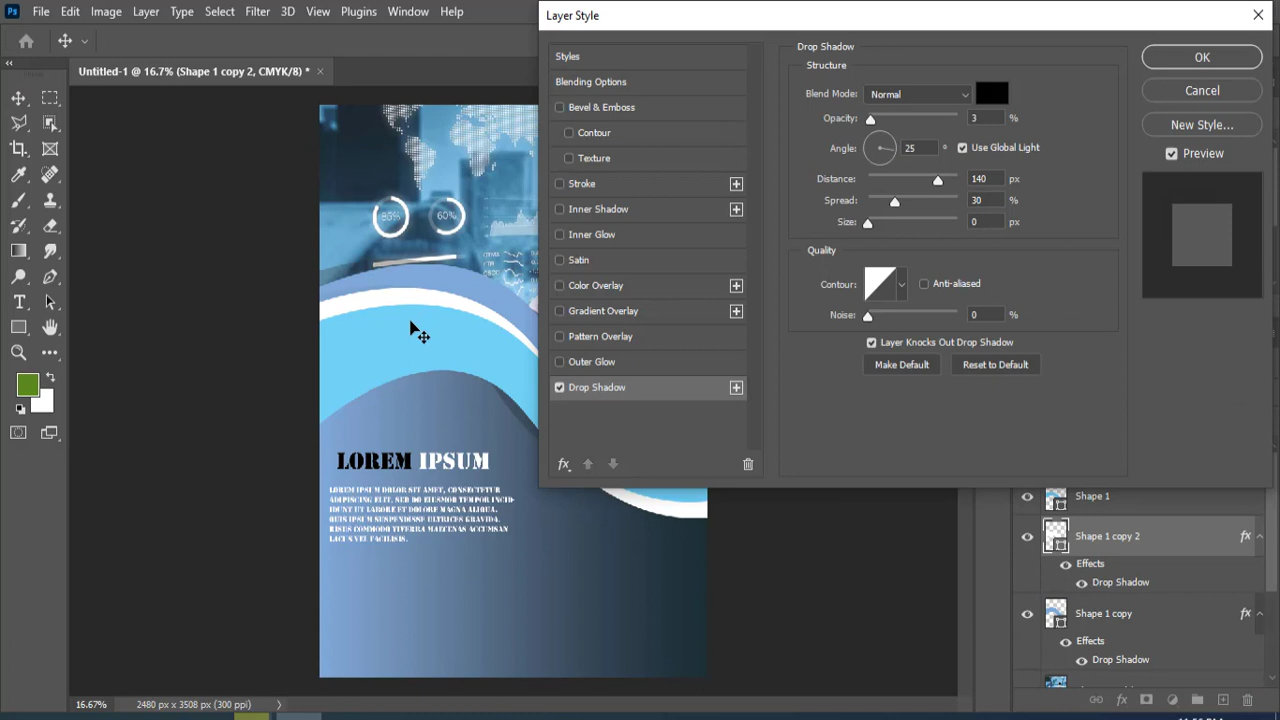 Ps File Edit Image Layer Type Select Filter 3D View Plugins Window Help
Layer Style
Untitled-1 @ 16.7% (Shape 1 copy 2, CMYK/8) *
Styles
Blending Options
Bevel & Emboss
Contour
Texture
Stroke
Inner Shadow
Inner Glow
Satin
Color Overlay
Gradient Overlay
Pattern Overlay
Outer Glow
Drop Shadow
fx
Drop Shadow
Structure
Blend Mode: Normal
Opacity: 3 %
Angle: 25 ° Use Global Light
Distance: 140 px
Spread: 30 %
Size: 0 px
Quality
Contour: Anti-aliased
Noise: 0 %
Layer Knocks Out Drop Shadow
Make Default Reset to Default
OK
Cancel
New Style...
Preview
85% 60%
LOREM IPSUM
LOREM IPSUM DOLOR SIT AMET, CONSECTETUR
ADIPISCING ELIT, SED DO EIUSMOD TEMPOR INCID-
IDUNT UT LABORE ET DOLORE MAGNA ALIQUA.
QUIS IPSUM SUSPENDISSE ULTRICES GRAVIDA.
RISUS COMMODO VIVERRA MAECENAS ACCUMSAN
LACUS VEL FACILISIS.
Shape 1
Shape 1 copy 2 fx
Effects
Drop Shadow
Shape 1 copy fx
Effects
Drop Shadow
fx
16.67% 2480 px x 3508 px (300 ppi)